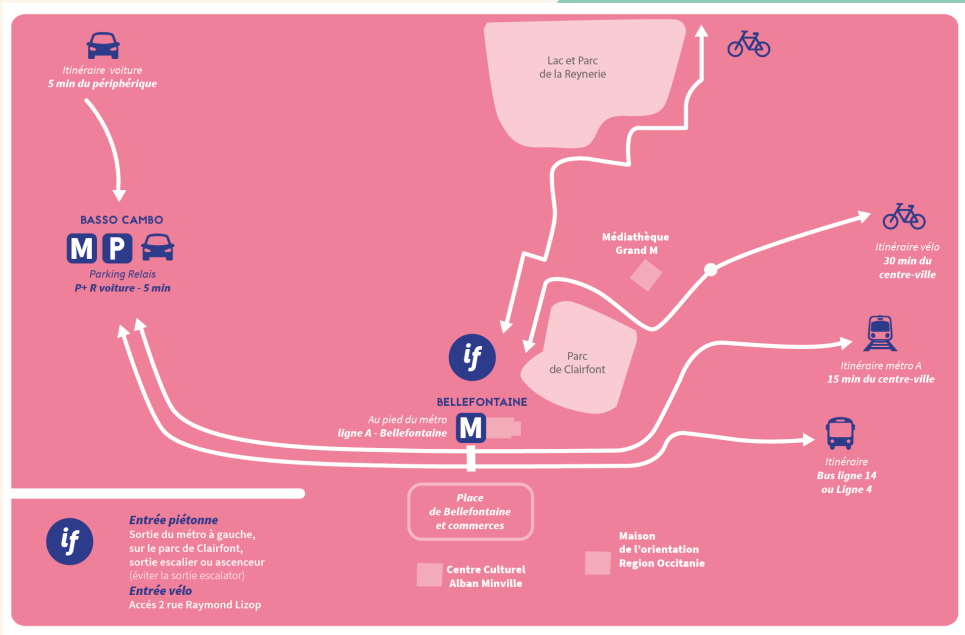 Itinéraire voiture
5 min du périphérique
Lac et Parc
de la Reynerie
BASSO CAMBO
M P
Parking Relais
P+ R voiture - 5 min
Médiathèque
Grand M
Itinéraire vélo
30 min du
centre-ville
if
Parc
de Clairfont
Itinéraire métro A
15 min du centre-ville
BELLEFONTAINE
Au pied du métro
ligne A - Bellefontaine
M
Itinéraire
Bus ligne 14
ou Ligne 4
Place
de Bellefontaine
et commerces
if
Entrée piétonne
Sortie du métro à gauche,
sur le parc de Clairfont,
sortie escalier ou ascenceur
(éviter la sortie escalator)
Entrée vélo
Accés 2 rue Raymond Lizop
Centre Culturel
Alban Minville
Maison
de l'orientation
Region Occitanie